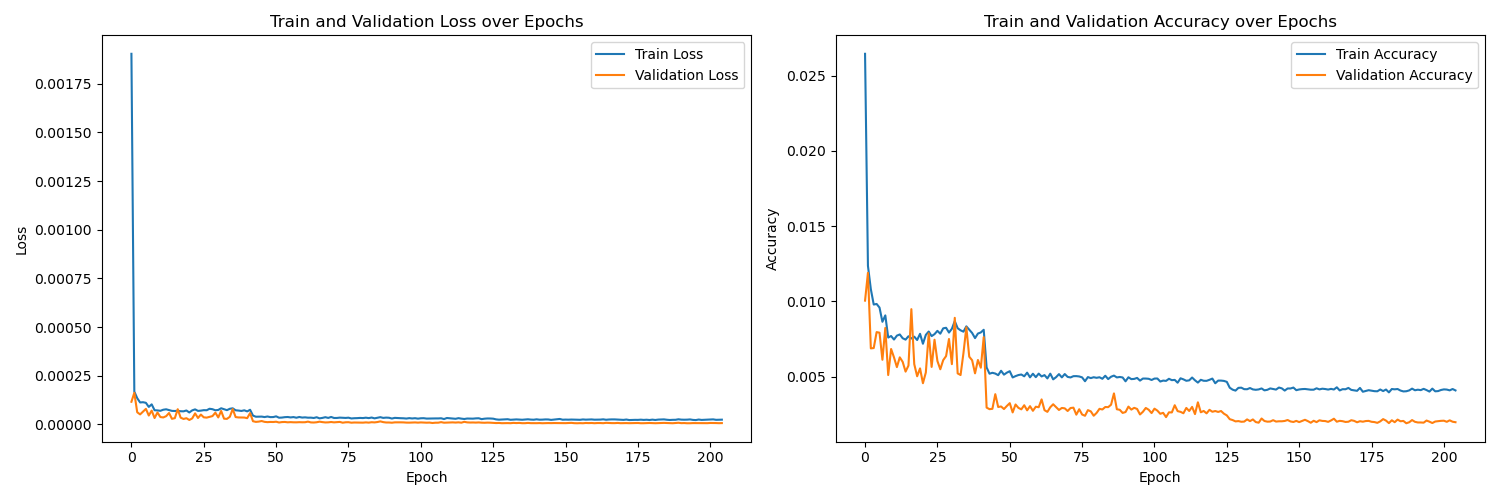 Train and Validation Loss over Epochs
Train Loss
Validation Loss
0.00175
0.00150
0.00125
0.00100
0.00075
0.00050
0.00025
0.00000
Loss
0 25 50 75 100 125 150 175 200
Epoch
Train and Validation Accuracy over Epochs
Train Accuracy
Validation Accuracy
0.025
0.020
0.015
0.010
0.005
Accuracy
0 25 50 75 100 125 150 175 200
Epoch